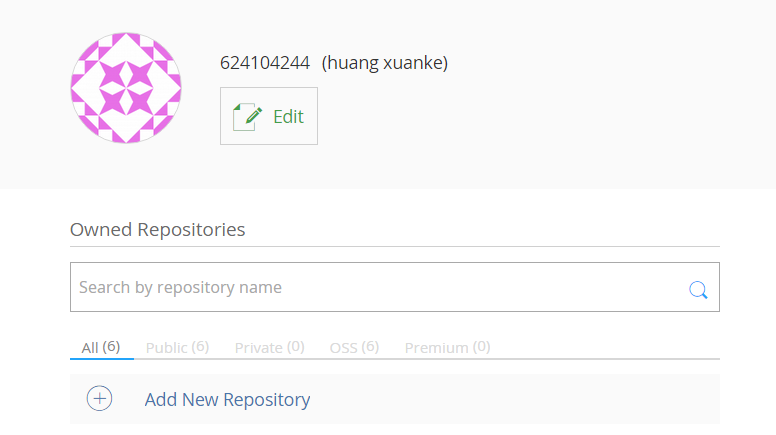 624104244 (huang xuanke)
Edit
Owned Repositories
Search by repository name
All (6) Public (6) Private (0) OSS (6) Premium (0)
Add New Repository